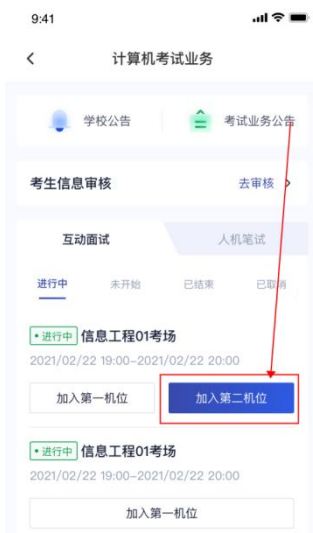 9:41
计算机考试业务
学校公告 考试业务公告
考生信息审核 去审核
互动面试 人机笔试
进行中 未开始 已结束 已取消
进行中 信息工程01考场
2021/02/22 19:00-2021/02/22 20:00
加入第一机位 加入第二机位
进行中 信息工程01考场
2021/02/22 19:00-2021/02/22 20:00
加入第一机位